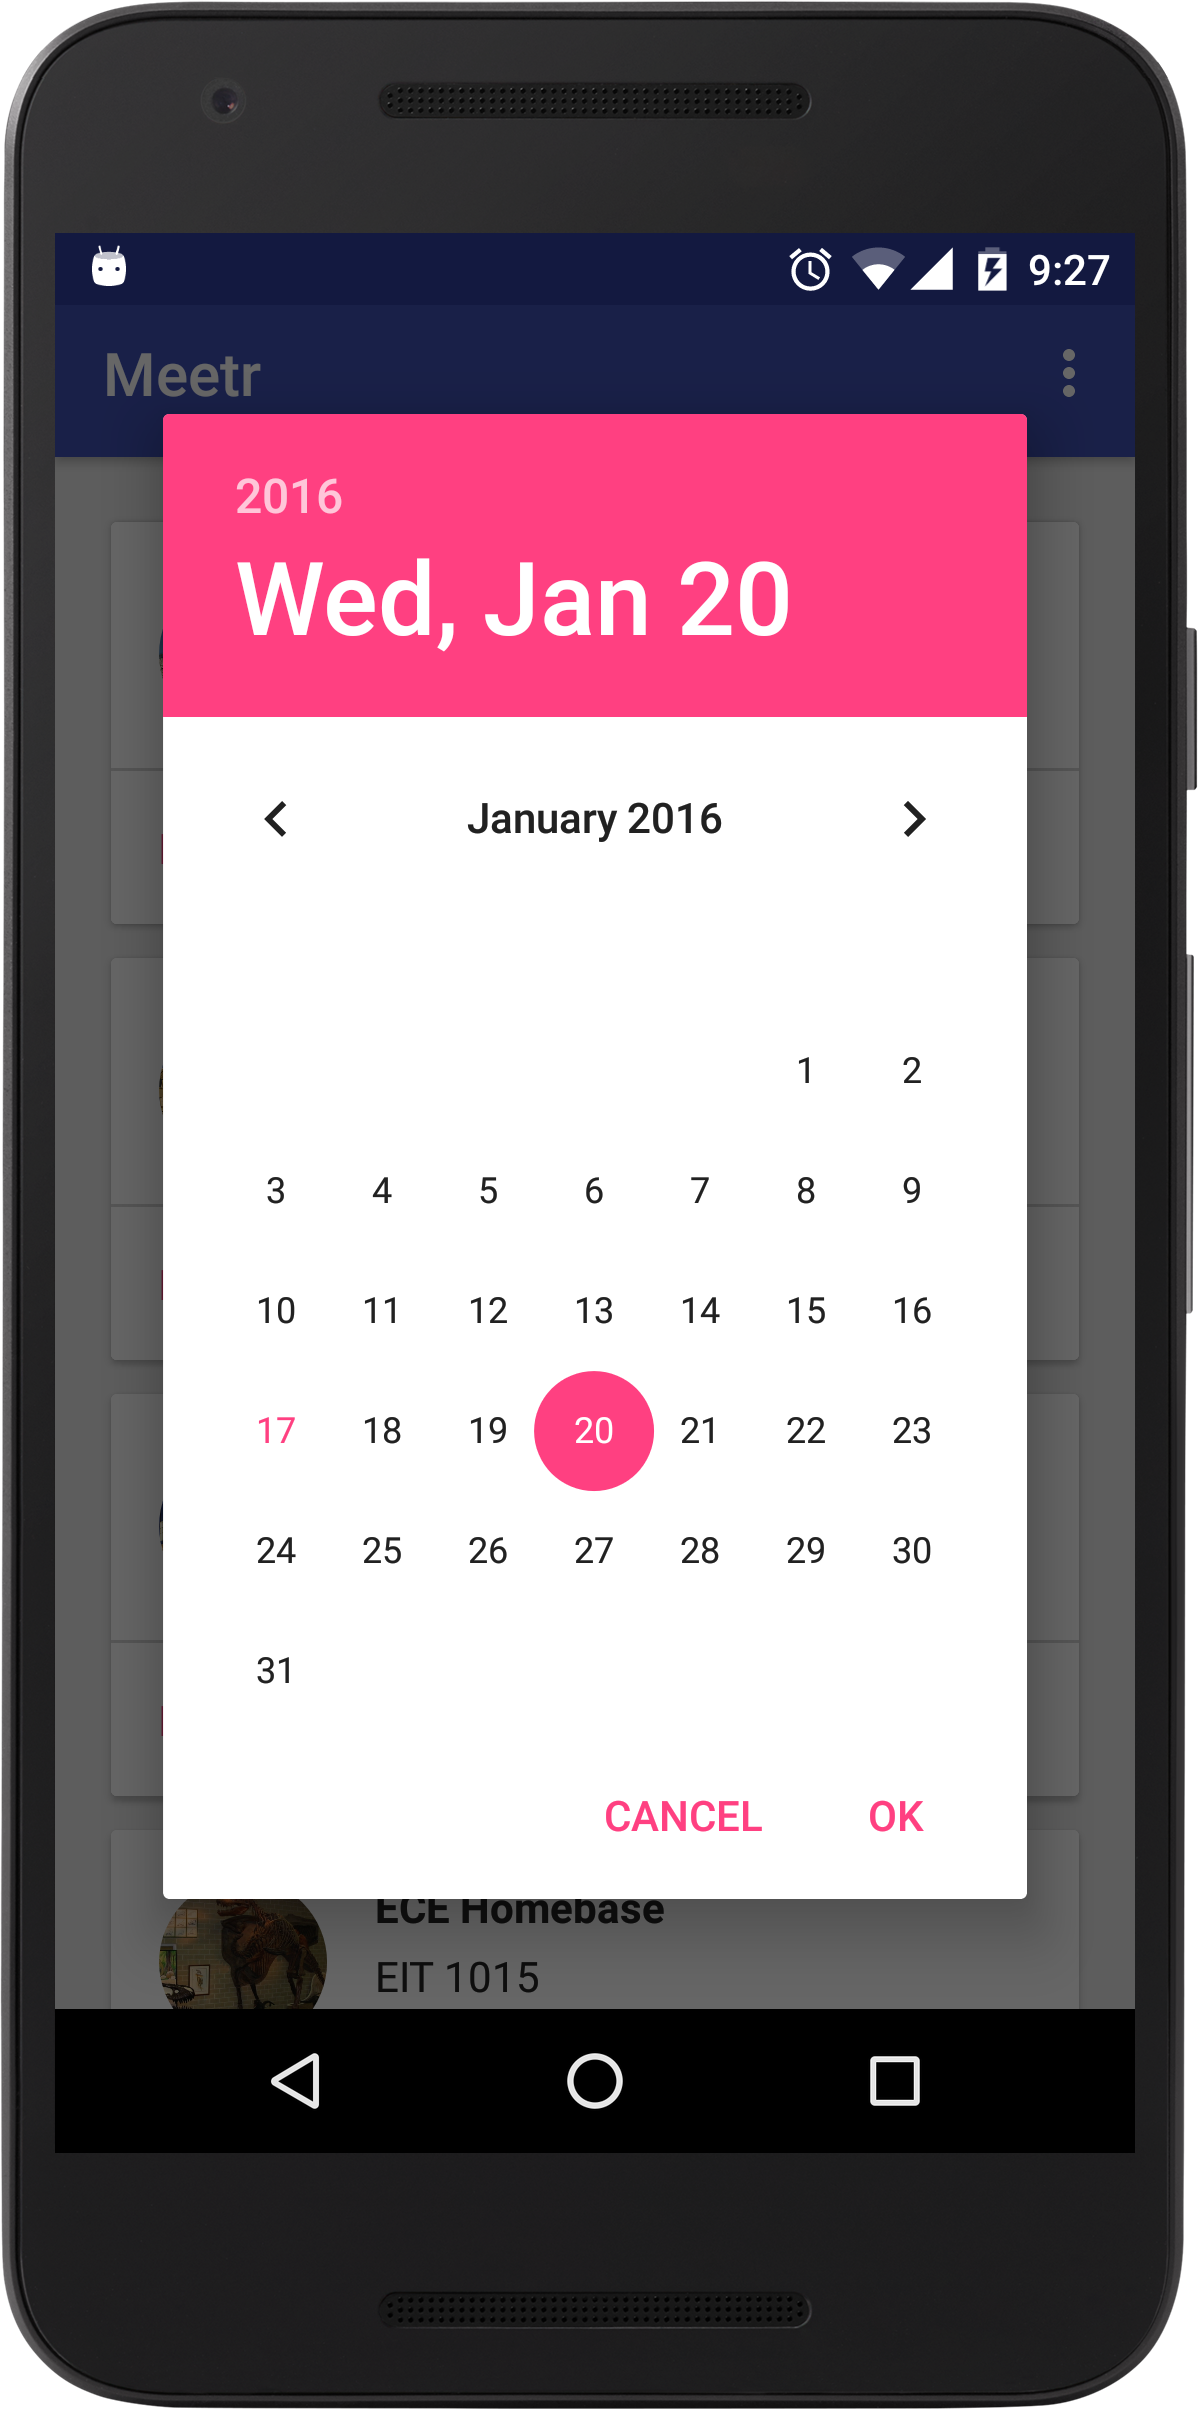 9:27
Meetr
2016
Wed, Jan 20
January 2016
1 2
3 4 5 6 7 8 9
10 11 12 13 14 15 16
17 18 19 20 21 22 23
24 25 26 27 28 29 30
31
CANCEL OK
ECE Homebase
EIT 1015